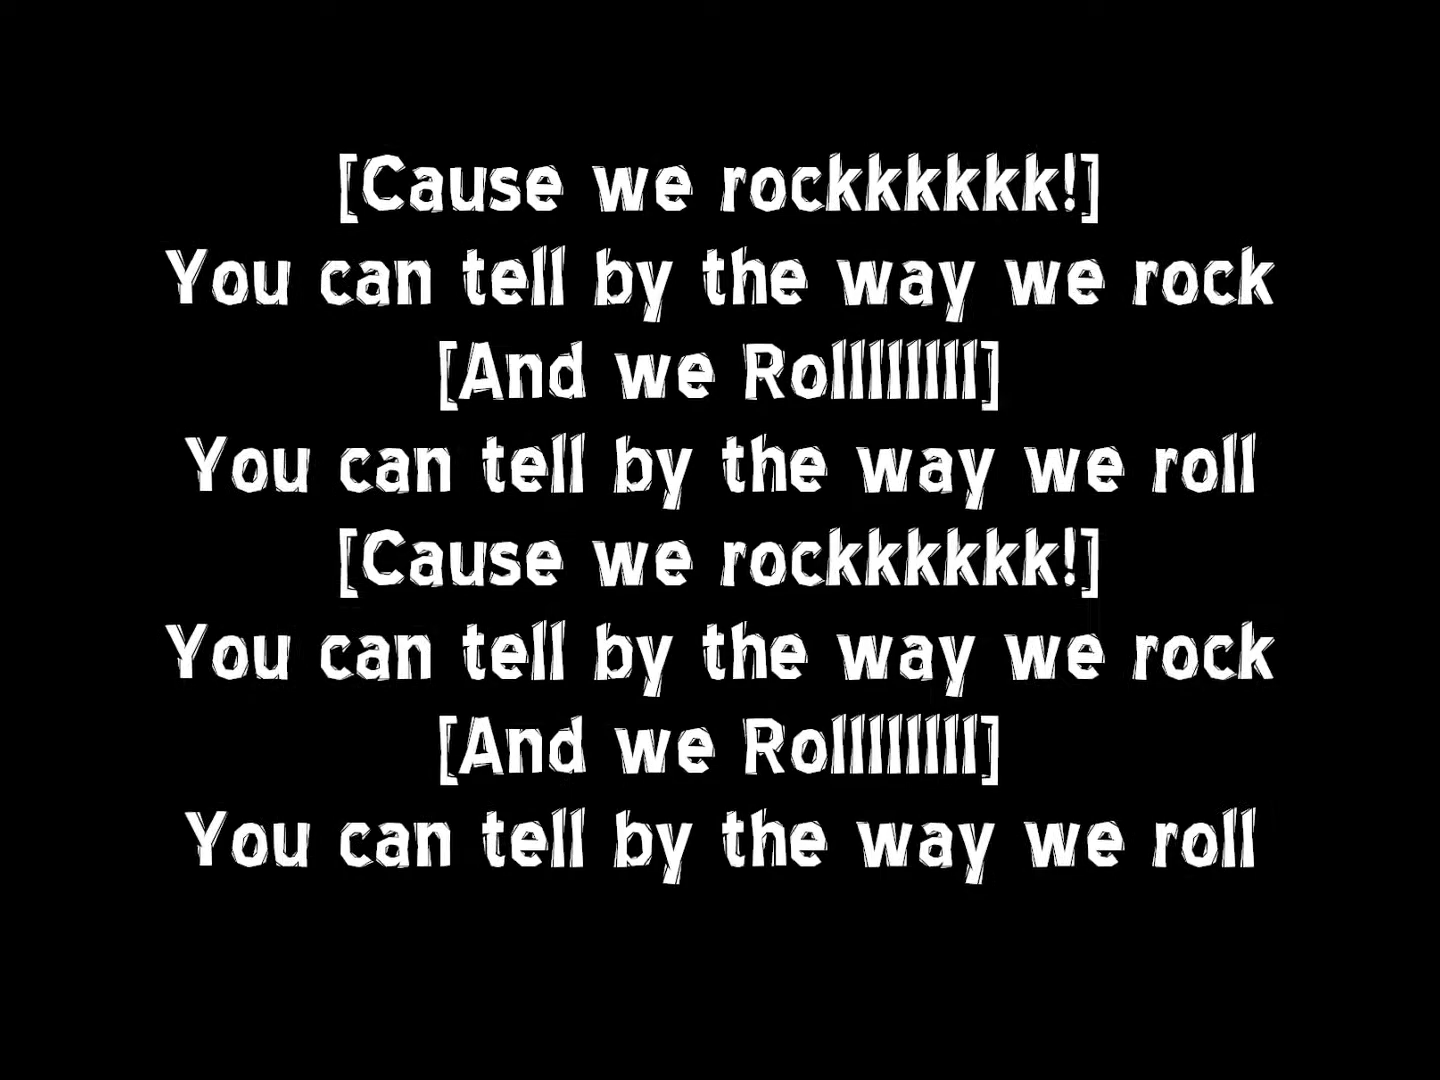 [Cause we rockkkkkk!]
You can tell by the way we rock
[And we Rollllllll]
You can tell by the way we roll
[Cause we rockkkkkk!]
You can tell by the way we rock
[And we Rollllllll]
You can tell by the way we roll